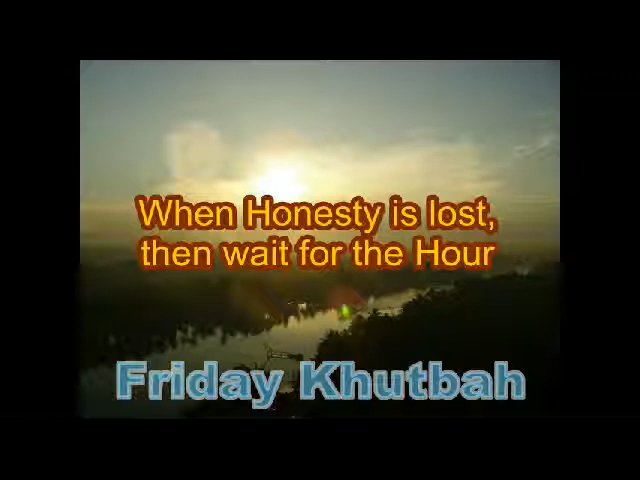 When Honesty is lost,
then wait for the Hour
Friday Khutbah